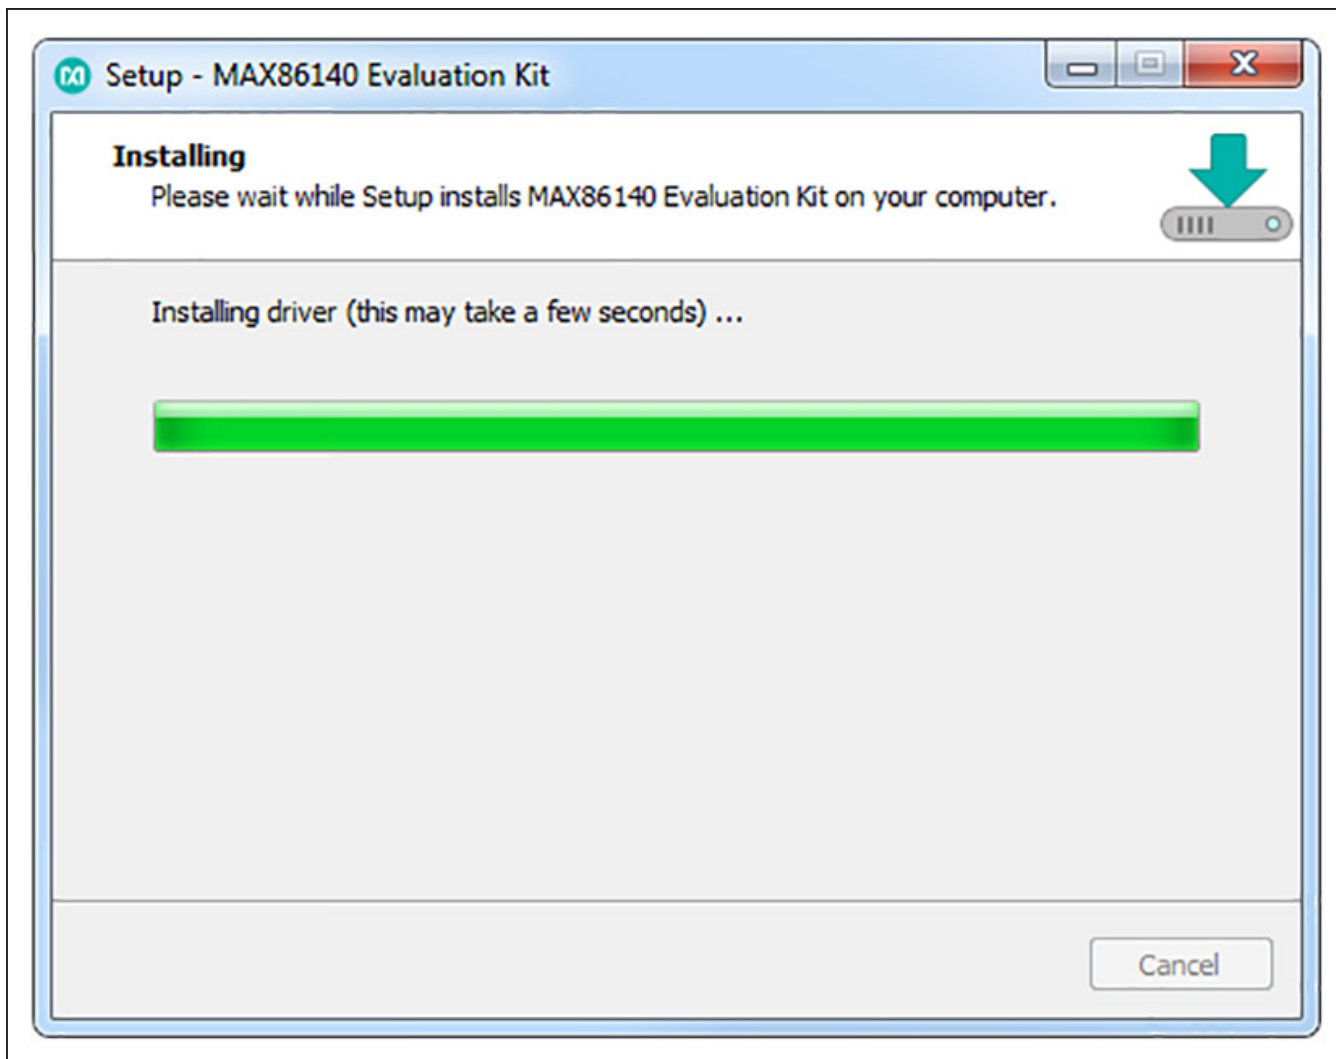 Setup - MAX86140 Evaluation Kit
Installing
Please wait while Setup installs MAX86140 Evaluation Kit on your computer.
Installing driver (this may take a few seconds) ...
Cancel